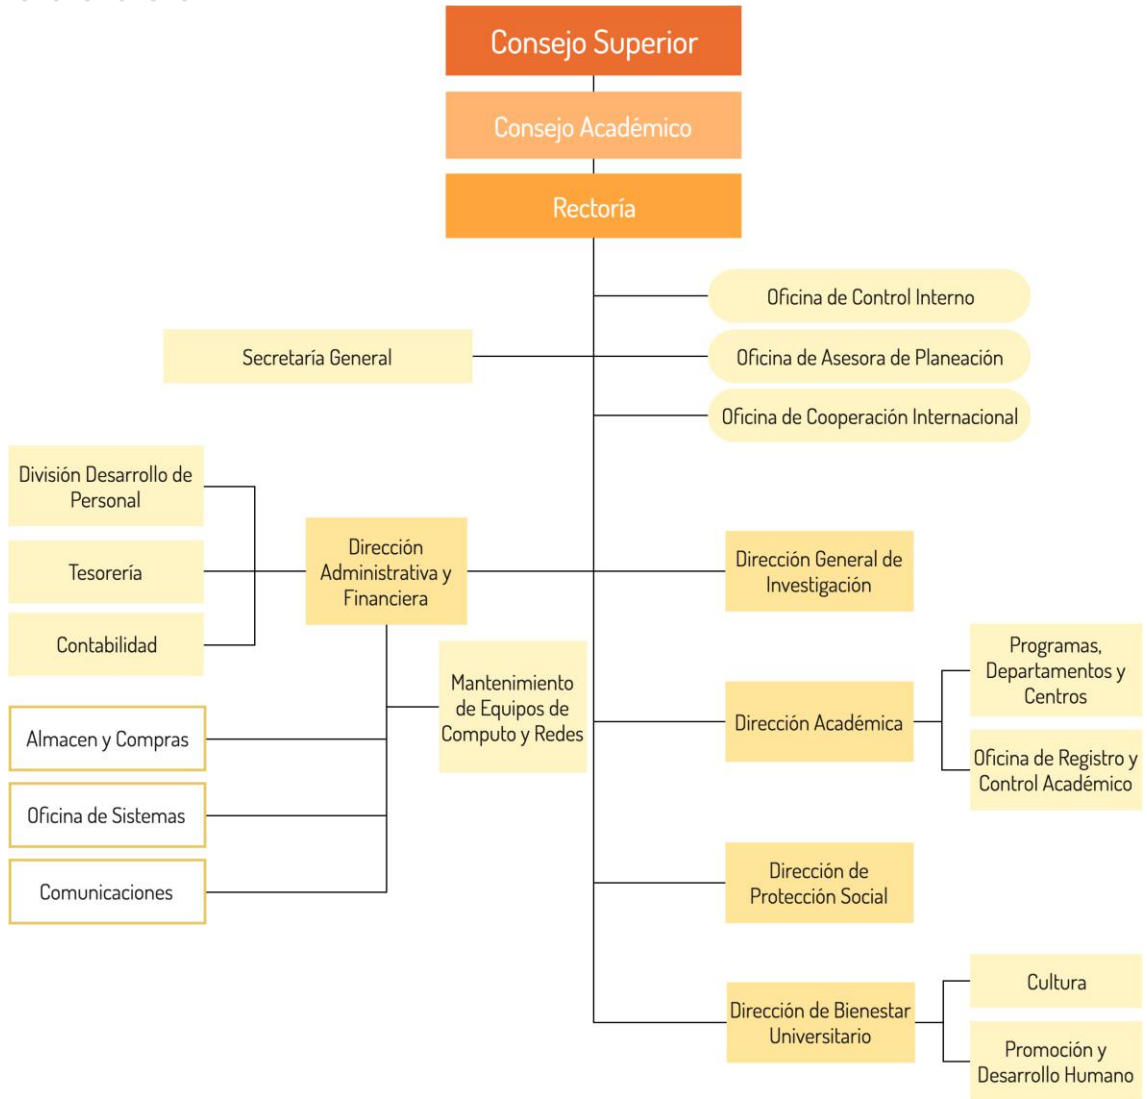 Consejo Superior
Consejo Académico
Rectoría
Oficina de Control Interno
Secretaría General
Oficina de Asesora de Planeación
Oficina de Cooperación Internacional
División Desarrollo de
Personal
Tesorería
Contabilidad
Dirección
Administrativa y
Financiera
Mantenimiento
de Equipos de
Computo y Redes
Almacen y Compras
Oficina de Sistemas
Comunicaciones
Dirección General de
Investigación
Dirección Académica
Programas,
Departamentos y
Centros
Oficina de Registro y
Control Académico
Dirección de
Protección Social
Dirección de Bienestar
Universitario
Cultura
Promoción y
Desarrollo Humano